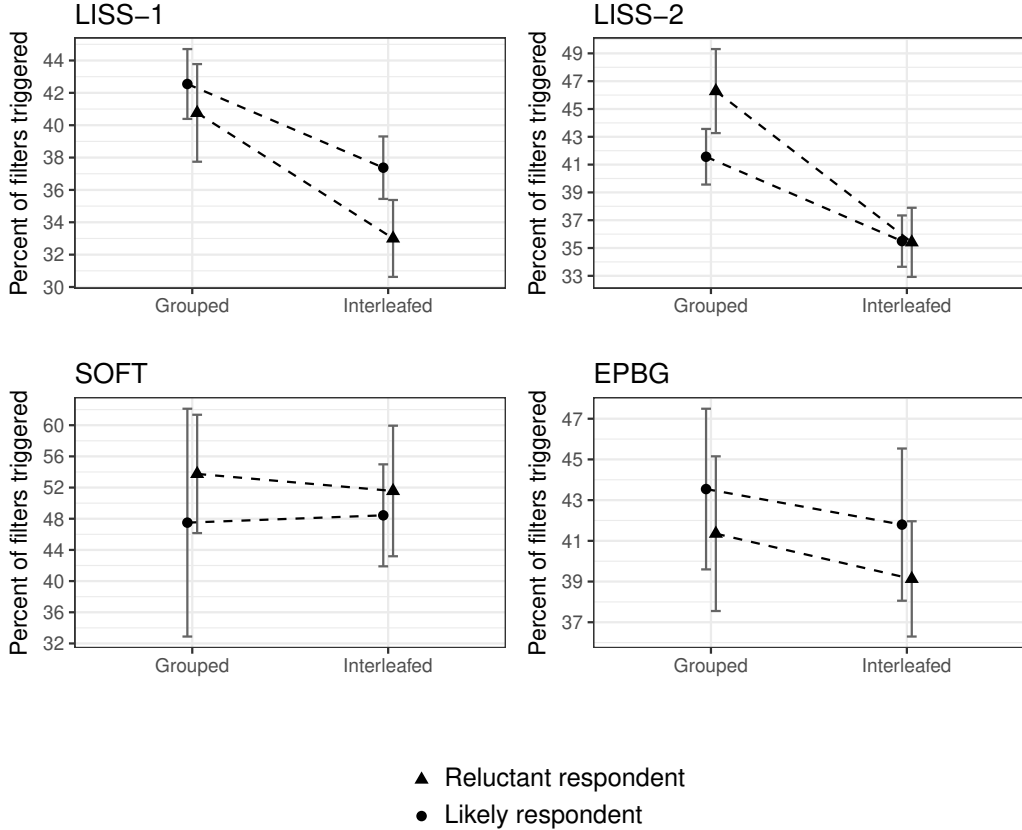 LISS−1
Percent of filters triggered
44
42
40
38
36
34
32
30
Grouped Interleafed
LISS−2
Percent of filters triggered
49
47
45
43
41
39
37
35
33
Grouped Interleafed
SOFT
Percent of filters triggered
60
56
52
48
44
40
36
32
Grouped Interleafed
EPBG
Percent of filters triggered
47
45
43
41
39
37
Grouped Interleafed
Reluctant respondent
Likely respondent